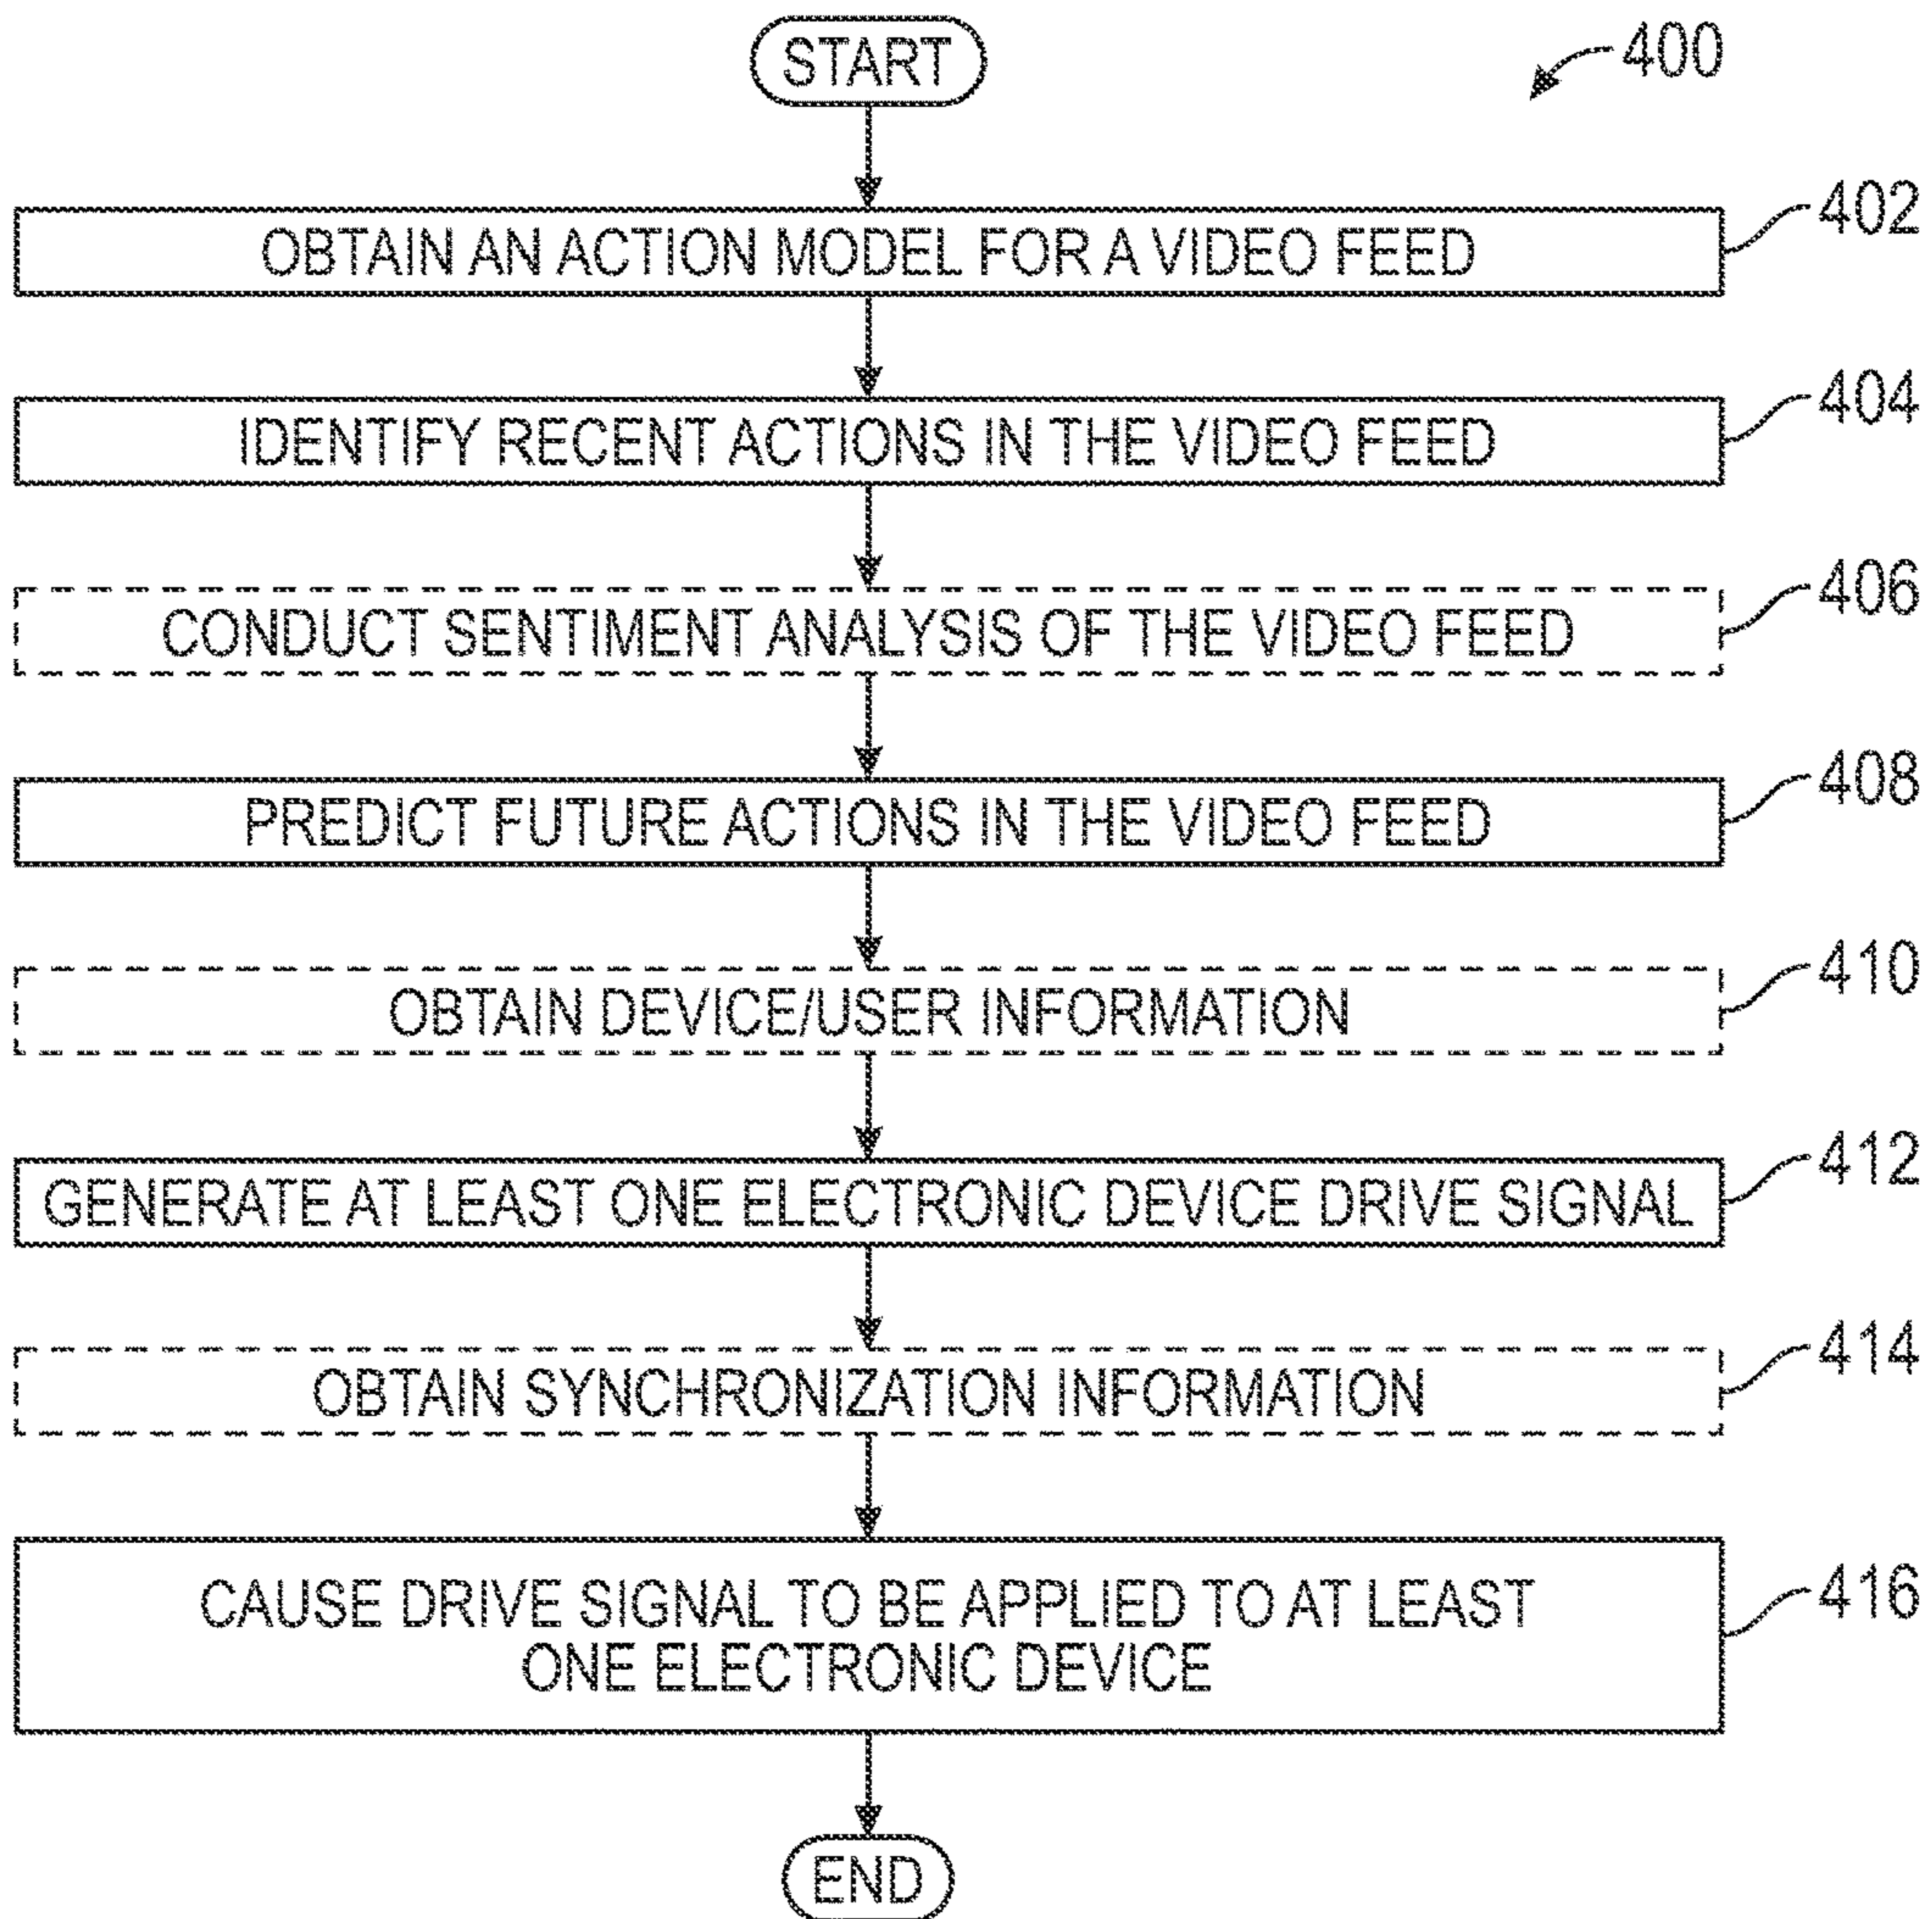 START
400
OBTAIN AN ACTION MODEL FOR A VIDEO FEED
402
IDENTIFY RECENT ACTIONS IN THE VIDEO FEED
404
CONDUCT SENTIMENT ANALYSIS OF THE VIDEO FEED
406
PREDICT FUTURE ACTIONS IN THE VIDEO FEED
408
OBTAIN DEVICE/USER INFORMATION
410
GENERATE AT LEAST ONE ELECTRONIC DEVICE DRIVE SIGNAL
412
OBTAIN SYNCHRONIZATION INFORMATION
414
CAUSE DRIVE SIGNAL TO BE APPLIED TO AT LEAST
ONE ELECTRONIC DEVICE
416
END